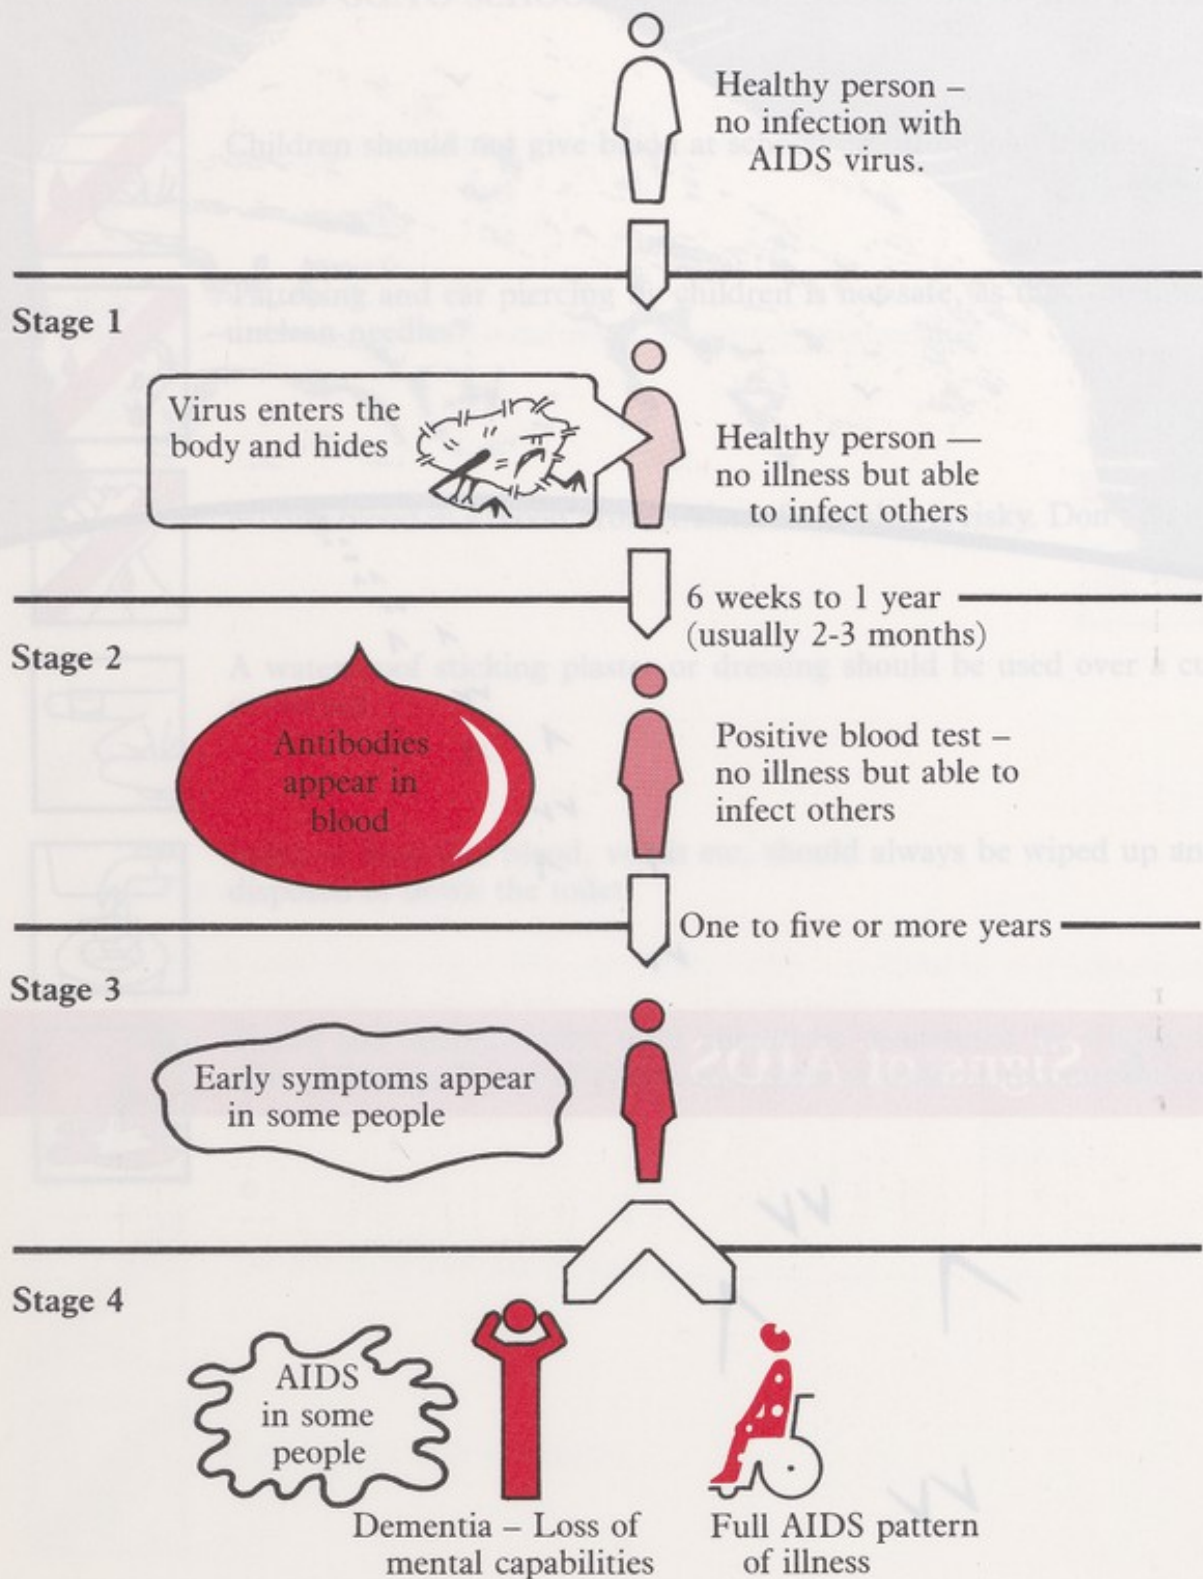 Healthy person –
no infection with
AIDS virus.
Stage 1
Virus enters the
body and hides
Healthy person —
no illness but able
to infect others
6 weeks to 1 year
(usually 2-3 months)
Stage 2
Antibodies
appear in
blood
Positive blood test –
no illness but able to
infect others
One to five or more years
Stage 3
Early symptoms appear
in some people
Stage 4
AIDS
in some
people
Dementia – Loss of
mental capabilities
Full AIDS pattern
of illness